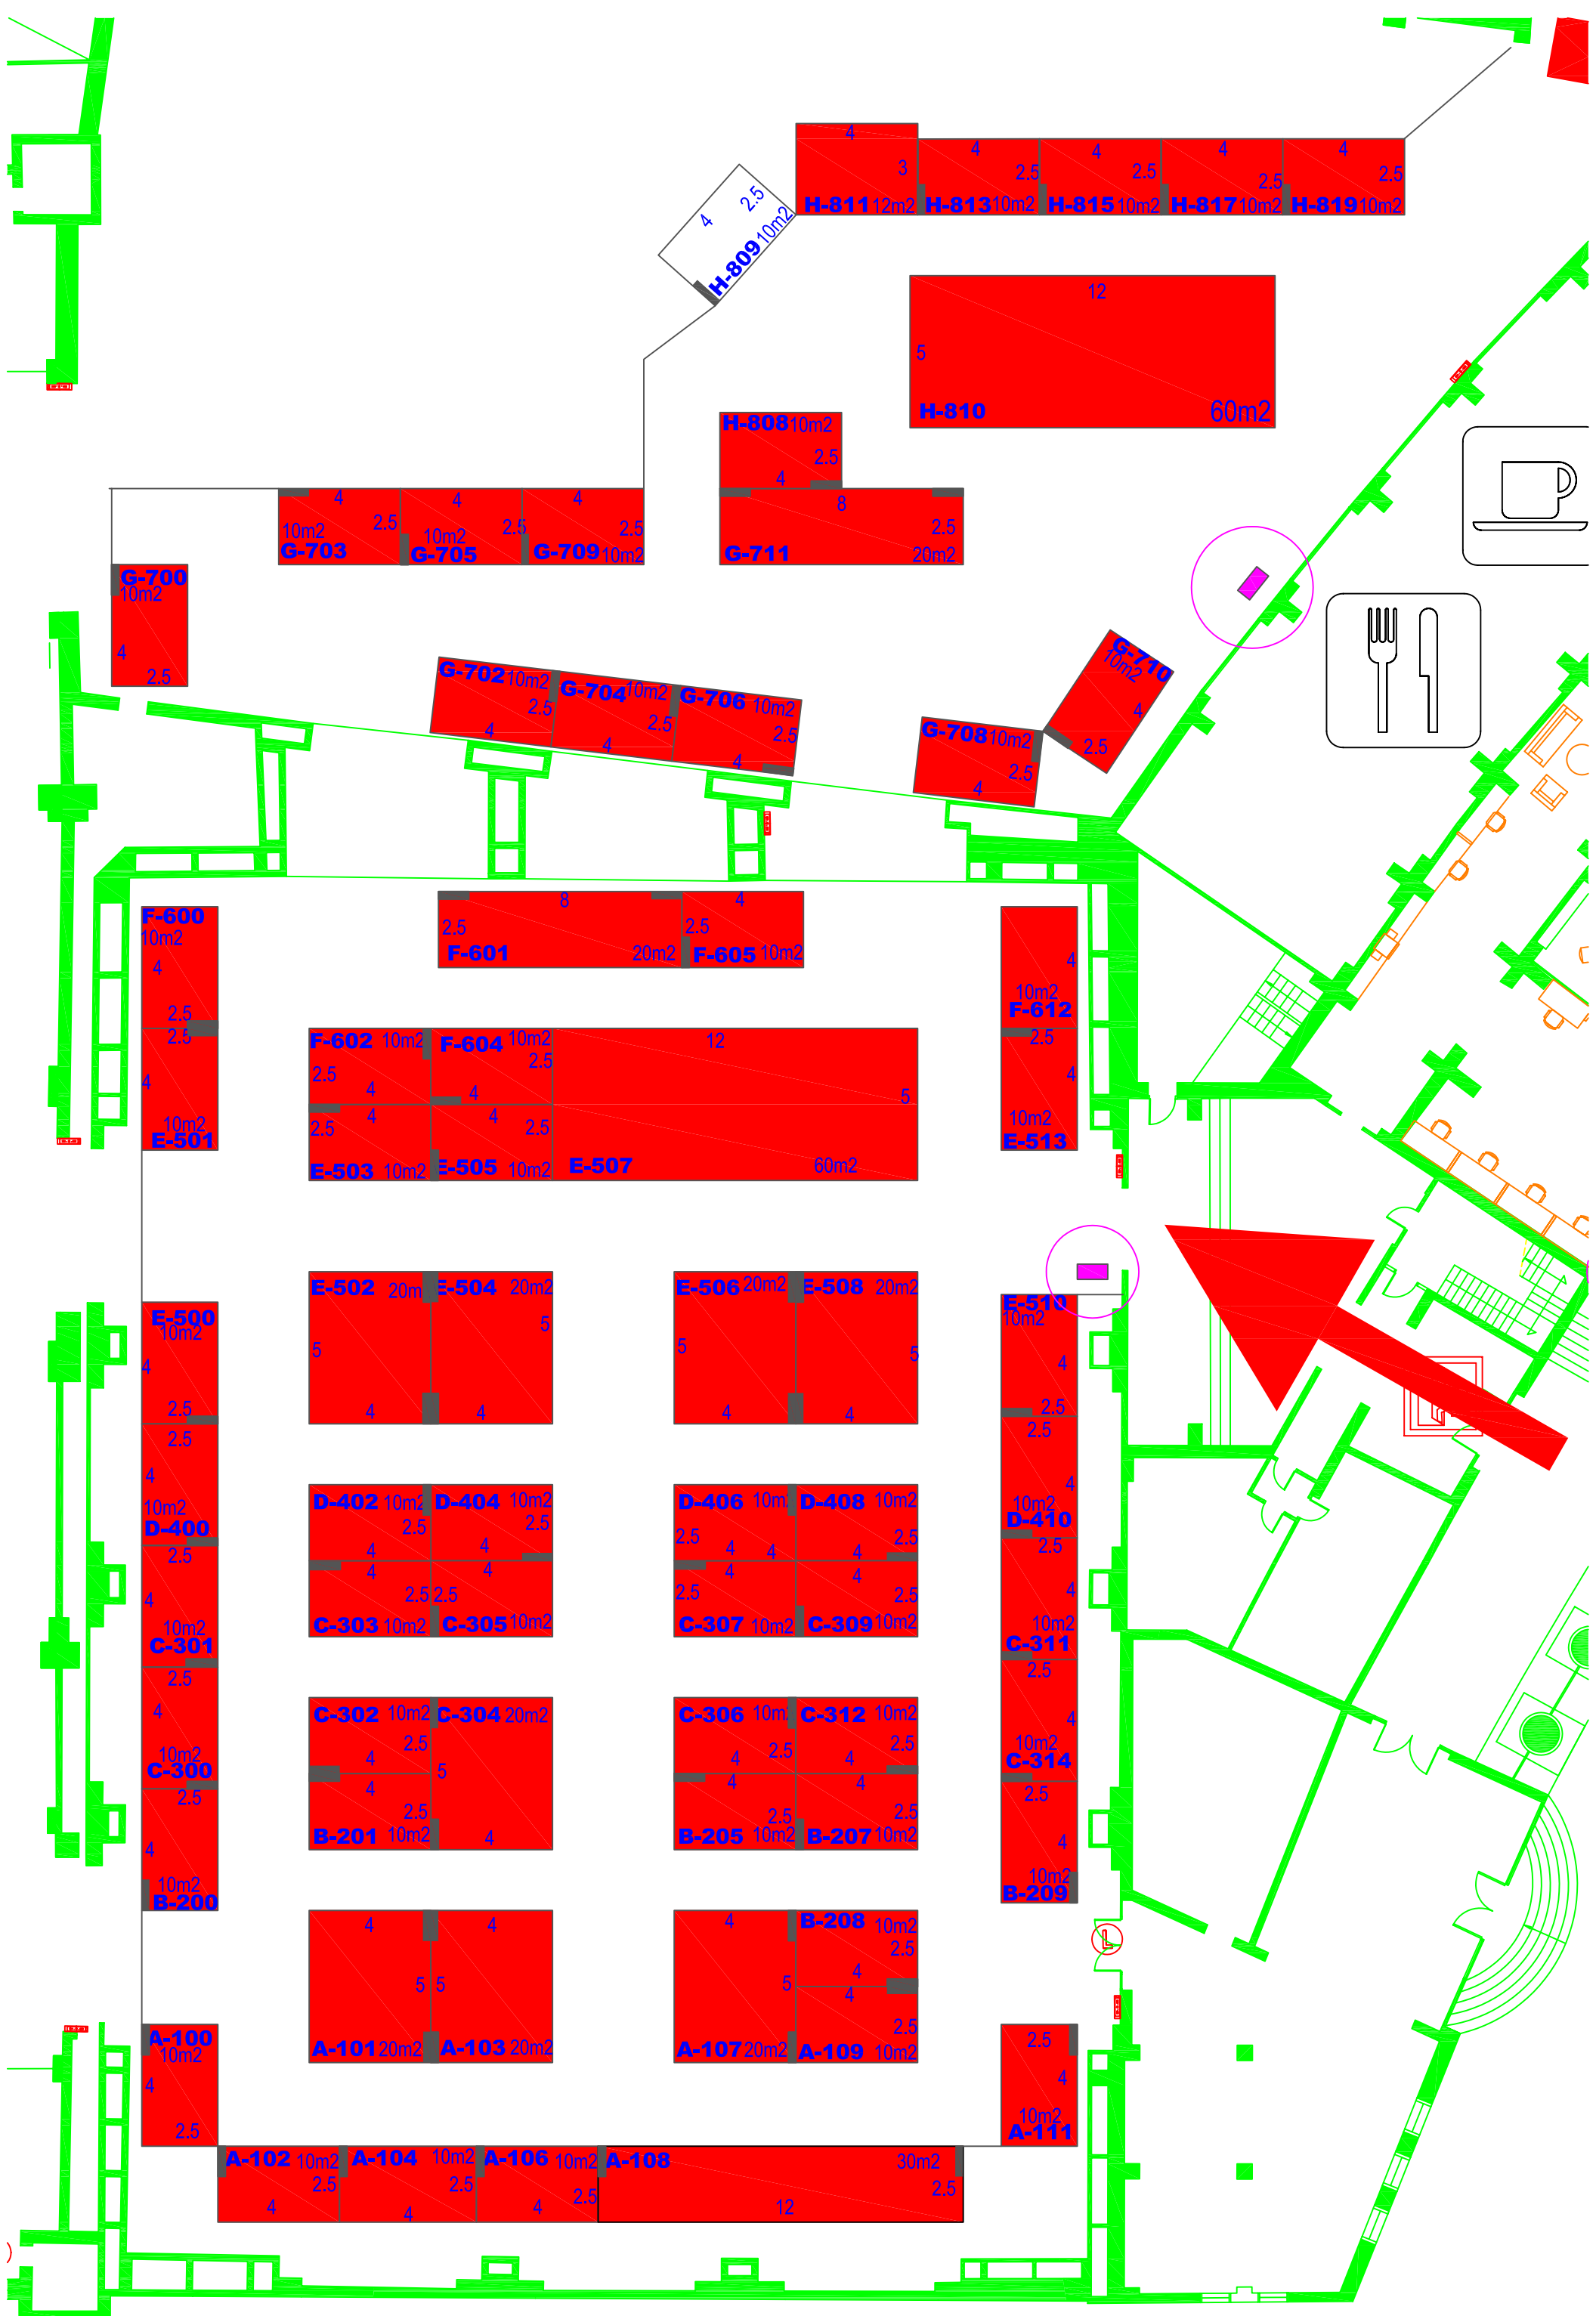 4
3
H-811 12m2
4
2.5
H-813 10m2
4
2.5
H-815 10m2
4
2.5
H-817 10m2
4
2.5
H-819 10m2
4
2.5
H-809 10m2
12
5
H-810
60m2
H-808 10m2
2.5
4
8
2.5
G-711
20m2
4
10m2
2.5
G-703
4
2.5
10m2
G-705
4
2.5
G-709 10m2
G-700
10m2
4
2.5
G-702 10m2
2.5
4
G-704 10m2
2.5
4
G-706 10m2
2.5
4
G-708 10m2
2.5
4
G-710
10m2
4
2.5
F-600
10m2
4
2.5
8
2.5
F-601
20m2
4
2.5
F-605 10m2
4
10m2
F-612
2.5
4
10m2
E-501
F-602 10m2
2.5
4
F-604 10m2
2.5
4
12
5
E-507
60m2
4
2.5
E-503 10m2
4
2.5
E-505 10m2
2.5
4
10m2
E-513
E-502 20m
5
4
E-504 20m2
5
4
E-506 20m2
5
4
E-508 20m2
5
4
E-500
10m2
4
2.5
E-510
10m2
4
2.5
2.5
4
10m2
D-400
D-402 10m2
2.5
4
D-404 10m2
2.5
4
D-406 10m
2.5
4
4
D-408 10m2
2.5
4
2.5
4
10m2
D-410
2.5
4
10m2
C-301
4
2.5
C-303 10m2
4
2.5
C-305 10m2
4
2.5
C-307 10m2
4
2.5
C-309 10m2
2.5
4
10m2
C-311
2.5
4
10m2
C-300
C-302 10m2
2.5
4
C-304 20m2
5
4
C-306 10m
2.5
4
C-312 10m2
2.5
4
2.5
4
10m2
C-314
2.5
4
10m2
B-200
4
2.5
B-201 10m2
4
2.5
B-205 10m2
4
2.5
B-207 10m2
2.5
4
10m2
B-209
4
5
A-101 20m2
4
5
A-103 20m2
4
5
A-107 20m2
B-208 10m2
2.5
4
4
2.5
A-109 10m2
L
A-100
10m2
4
2.5
2.5
4
10m2
A-111
A-102 10m2
2.5
4
A-104 10m2
2.5
4
A-106 10m2
2.5
4
A-108 30m2
2.5
12